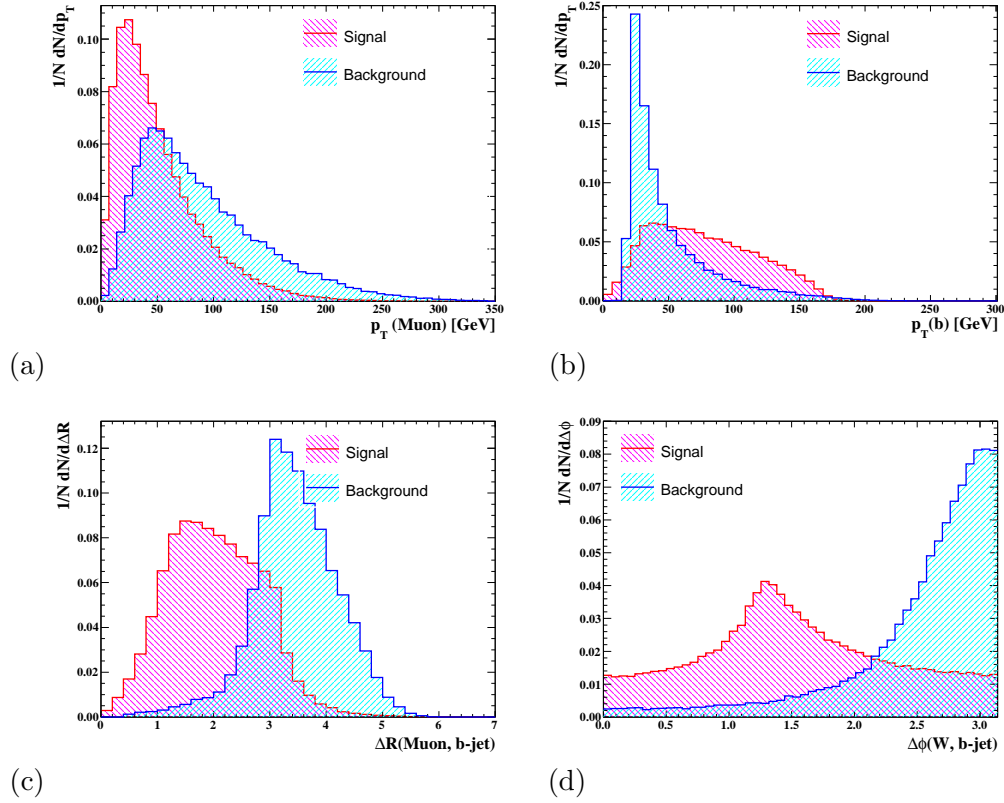 1/N dN/dp_T
0.10
0.08
0.06
0.04
0.02
0.00
Signal
Background
0 50 100 150 200 250 300 350
p_T (Muon) [GeV]
(a)
1/N dN/dp_T
0.25
0.20
0.15
0.10
0.05
0.00
Signal
Background
0 50 100 150 200 250 300
p_T(b) [GeV]
(b)
1/N dN/dΔR
0.12
0.10
0.08
0.06
0.04
0.02
0.00
Signal
Background
0 1 2 3 4 5 6 7
ΔR(Muon, b-jet)
(c)
1/N dN/dΔϕ
0.09
0.08
0.07
0.06
0.05
0.04
0.03
0.02
0.01
0.00
Signal
Background
0.0 0.5 1.0 1.5 2.0 2.5 3.0
Δϕ(W, b-jet)
(d)